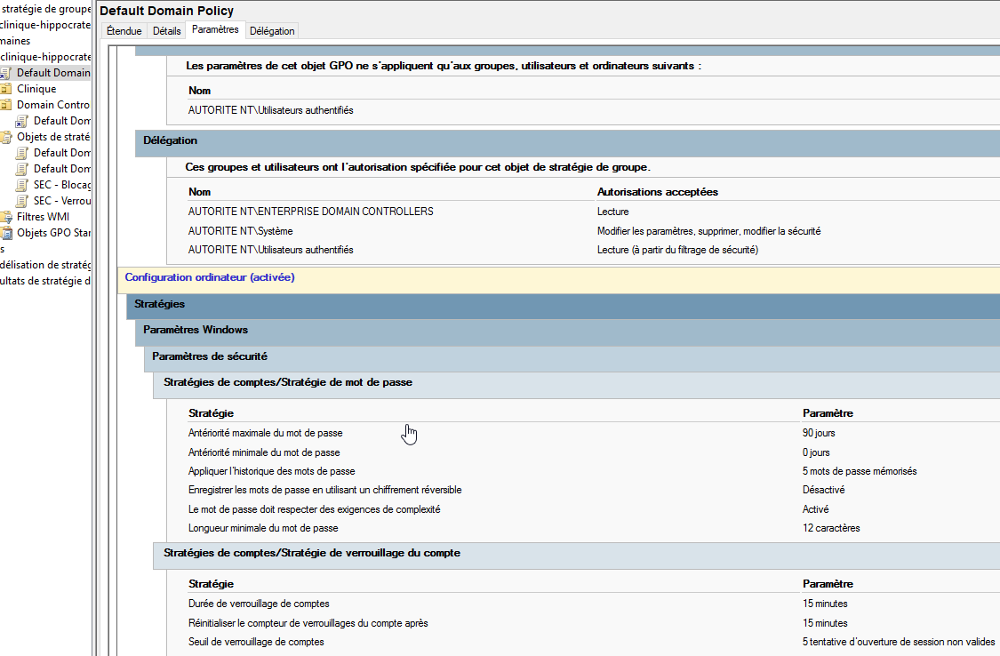 stratégie de groupe
clinique-hippocrate
maines
clinique-hippocrate
Default Domain
Clinique
Domain Contro
Default Dom
Objets de straté
Default Dom
Default Dom
SEC - Blocag
SEC - Verrou
Filtres WMI
Objets GPO Star
s
délisation de stratég
ultats de stratégie d
Default Domain Policy
Étendue Détails Paramètres Délégation
Les paramètres de cet objet GPO ne s'appliquent qu'aux groupes, utilisateurs et ordinateurs suivants :
Nom
AUTORITE NT\Utilisateurs authentifiés
Délégation
Ces groupes et utilisateurs ont l'autorisation spécifiée pour cet objet de stratégie de groupe.
Nom Autorisations acceptées
AUTORITE NT\ENTERPRISE DOMAIN CONTROLLERS Lecture
AUTORITE NT\Système Modifier les paramètres, supprimer, modifier la sécurité
AUTORITE NT\Utilisateurs authentifiés Lecture (à partir du filtrage de sécurité)
Configuration ordinateur (activée)
Stratégies
Paramètres Windows
Paramètres de sécurité
Stratégies de comptes/Stratégie de mot de passe
Stratégie Paramètre
Antériorité maximale du mot de passe 90 jours
Antériorité minimale du mot de passe 0 jours
Appliquer l'historique des mots de passe 5 mots de passe mémorisés
Enregistrer les mots de passe en utilisant un chiffrement réversible Désactivé
Le mot de passe doit respecter des exigences de complexité Activé
Longueur minimale du mot de passe 12 caractères
Stratégies de comptes/Stratégie de verrouillage du compte
Stratégie Paramètre
Durée de verrouillage de comptes 15 minutes
Réinitialiser le compteur de verrouillages du compte après 15 minutes
Seuil de verrouillage de comptes 5 tentative d'ouverture de session non valides